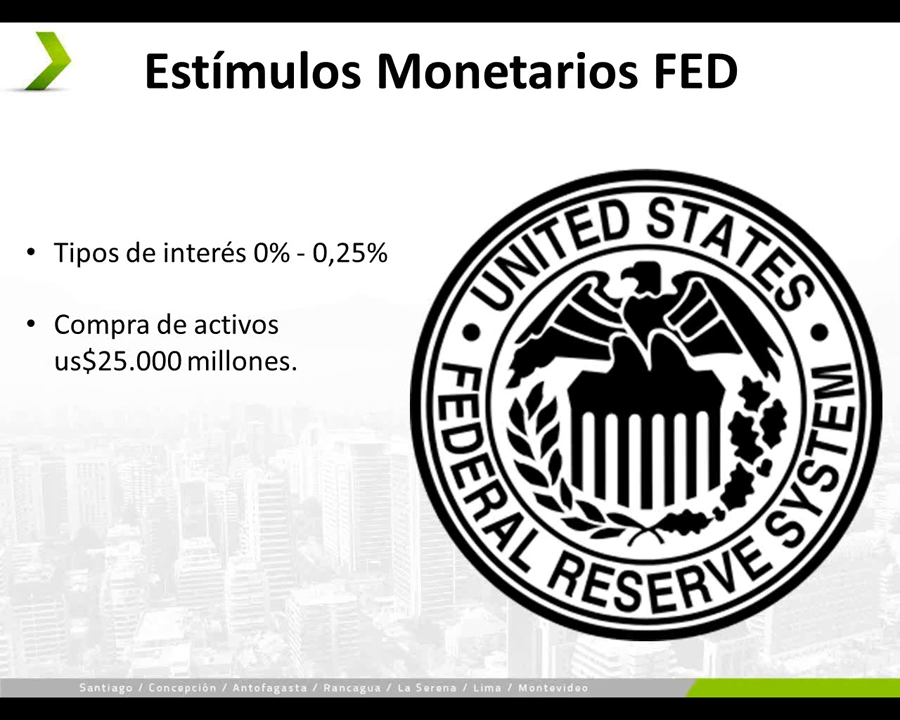 Estímulos Monetarios FED
• Tipos de interés 0% - 0,25%
• Compra de activos
us$25.000 millones.
UNITED STATES
FEDERAL RESERVE SYSTEM
Santiago / Concepción / Antofagasta / Rancagua / La Serena / Lima / Montevideo